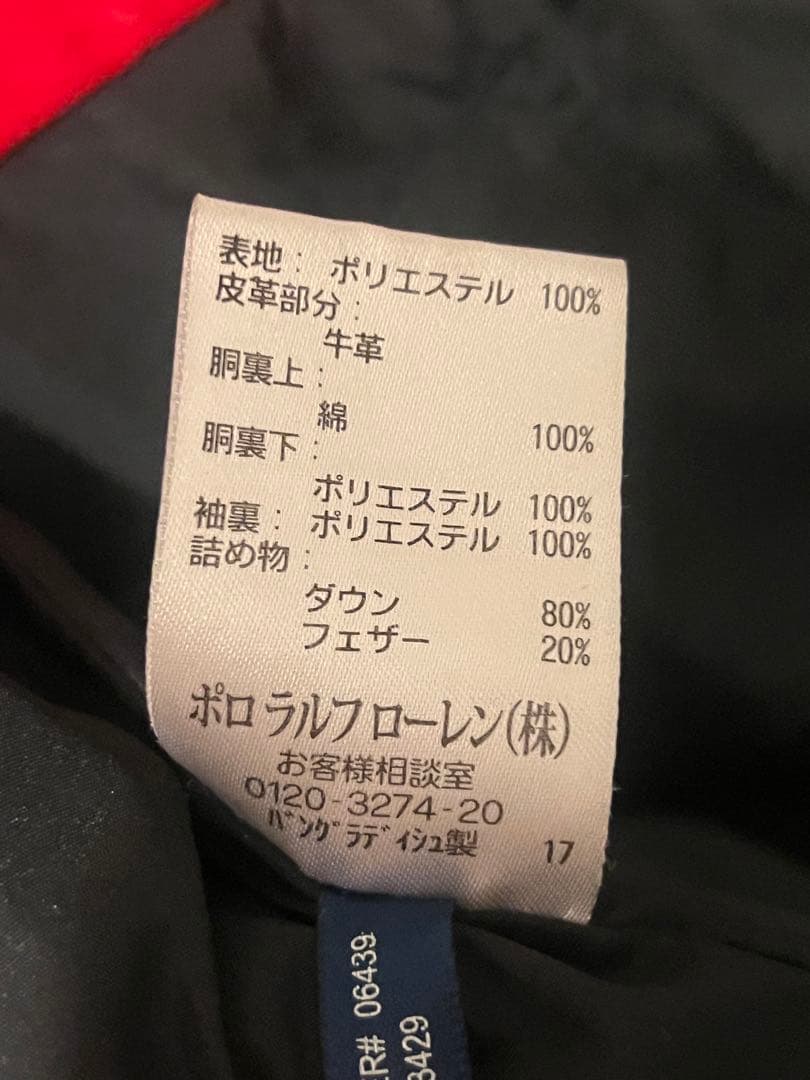 表地： ポリエステル 100%
皮革部分：
牛革
胴裏上：
綿 100%
胴裏下：
ポリエステル 100%
袖裏： ポリエステル 100%
詰め物：
ダウン 80%
フェザー 20%
ポロ ラルフ ローレン(株)
お客様相談室
0120-3274-20
ﾊﾞﾝｸﾞﾗﾃﾞｨｼｭ製 17
R# 06439
3429